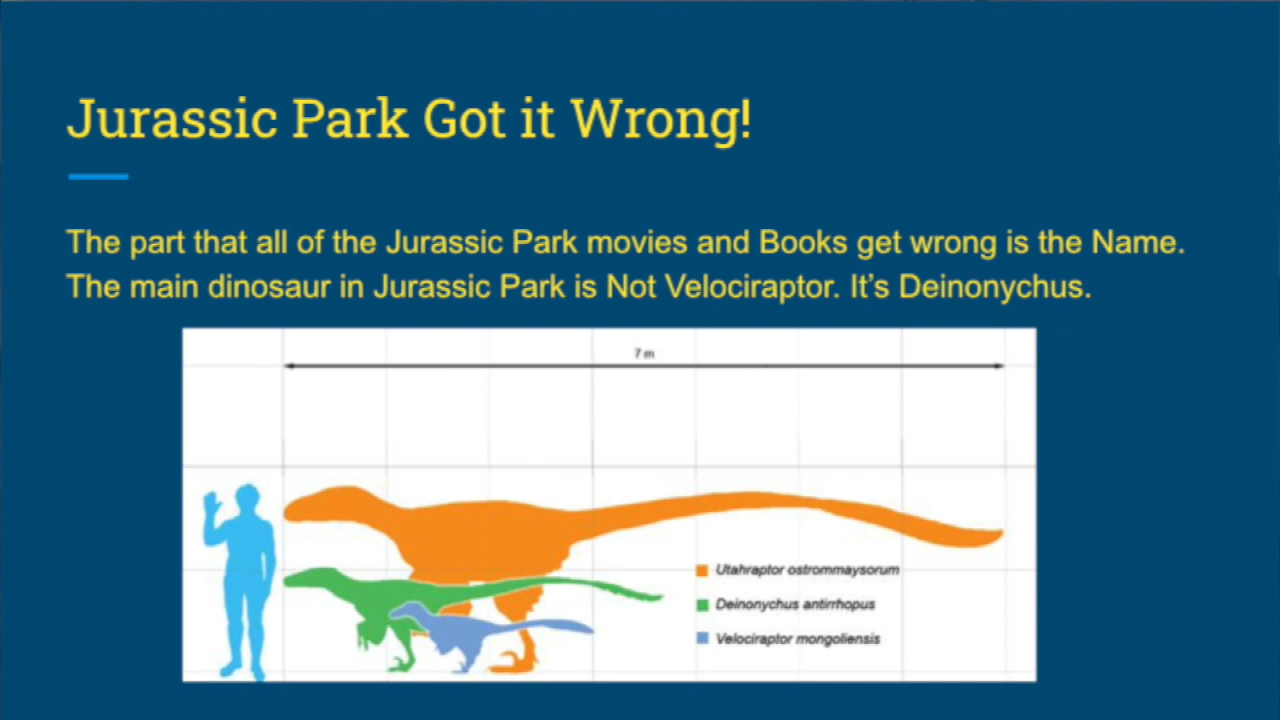 Jurassic Park Got it Wrong!
The part that all of the Jurassic Park movies and Books get wrong is the Name.
The main dinosaur in Jurassic Park is Not Velociraptor. It’s Deinonychus.
7 m
Utahraptor ostrommaysorum
Deinonychus antirrhopus
Velociraptor mongoliensis